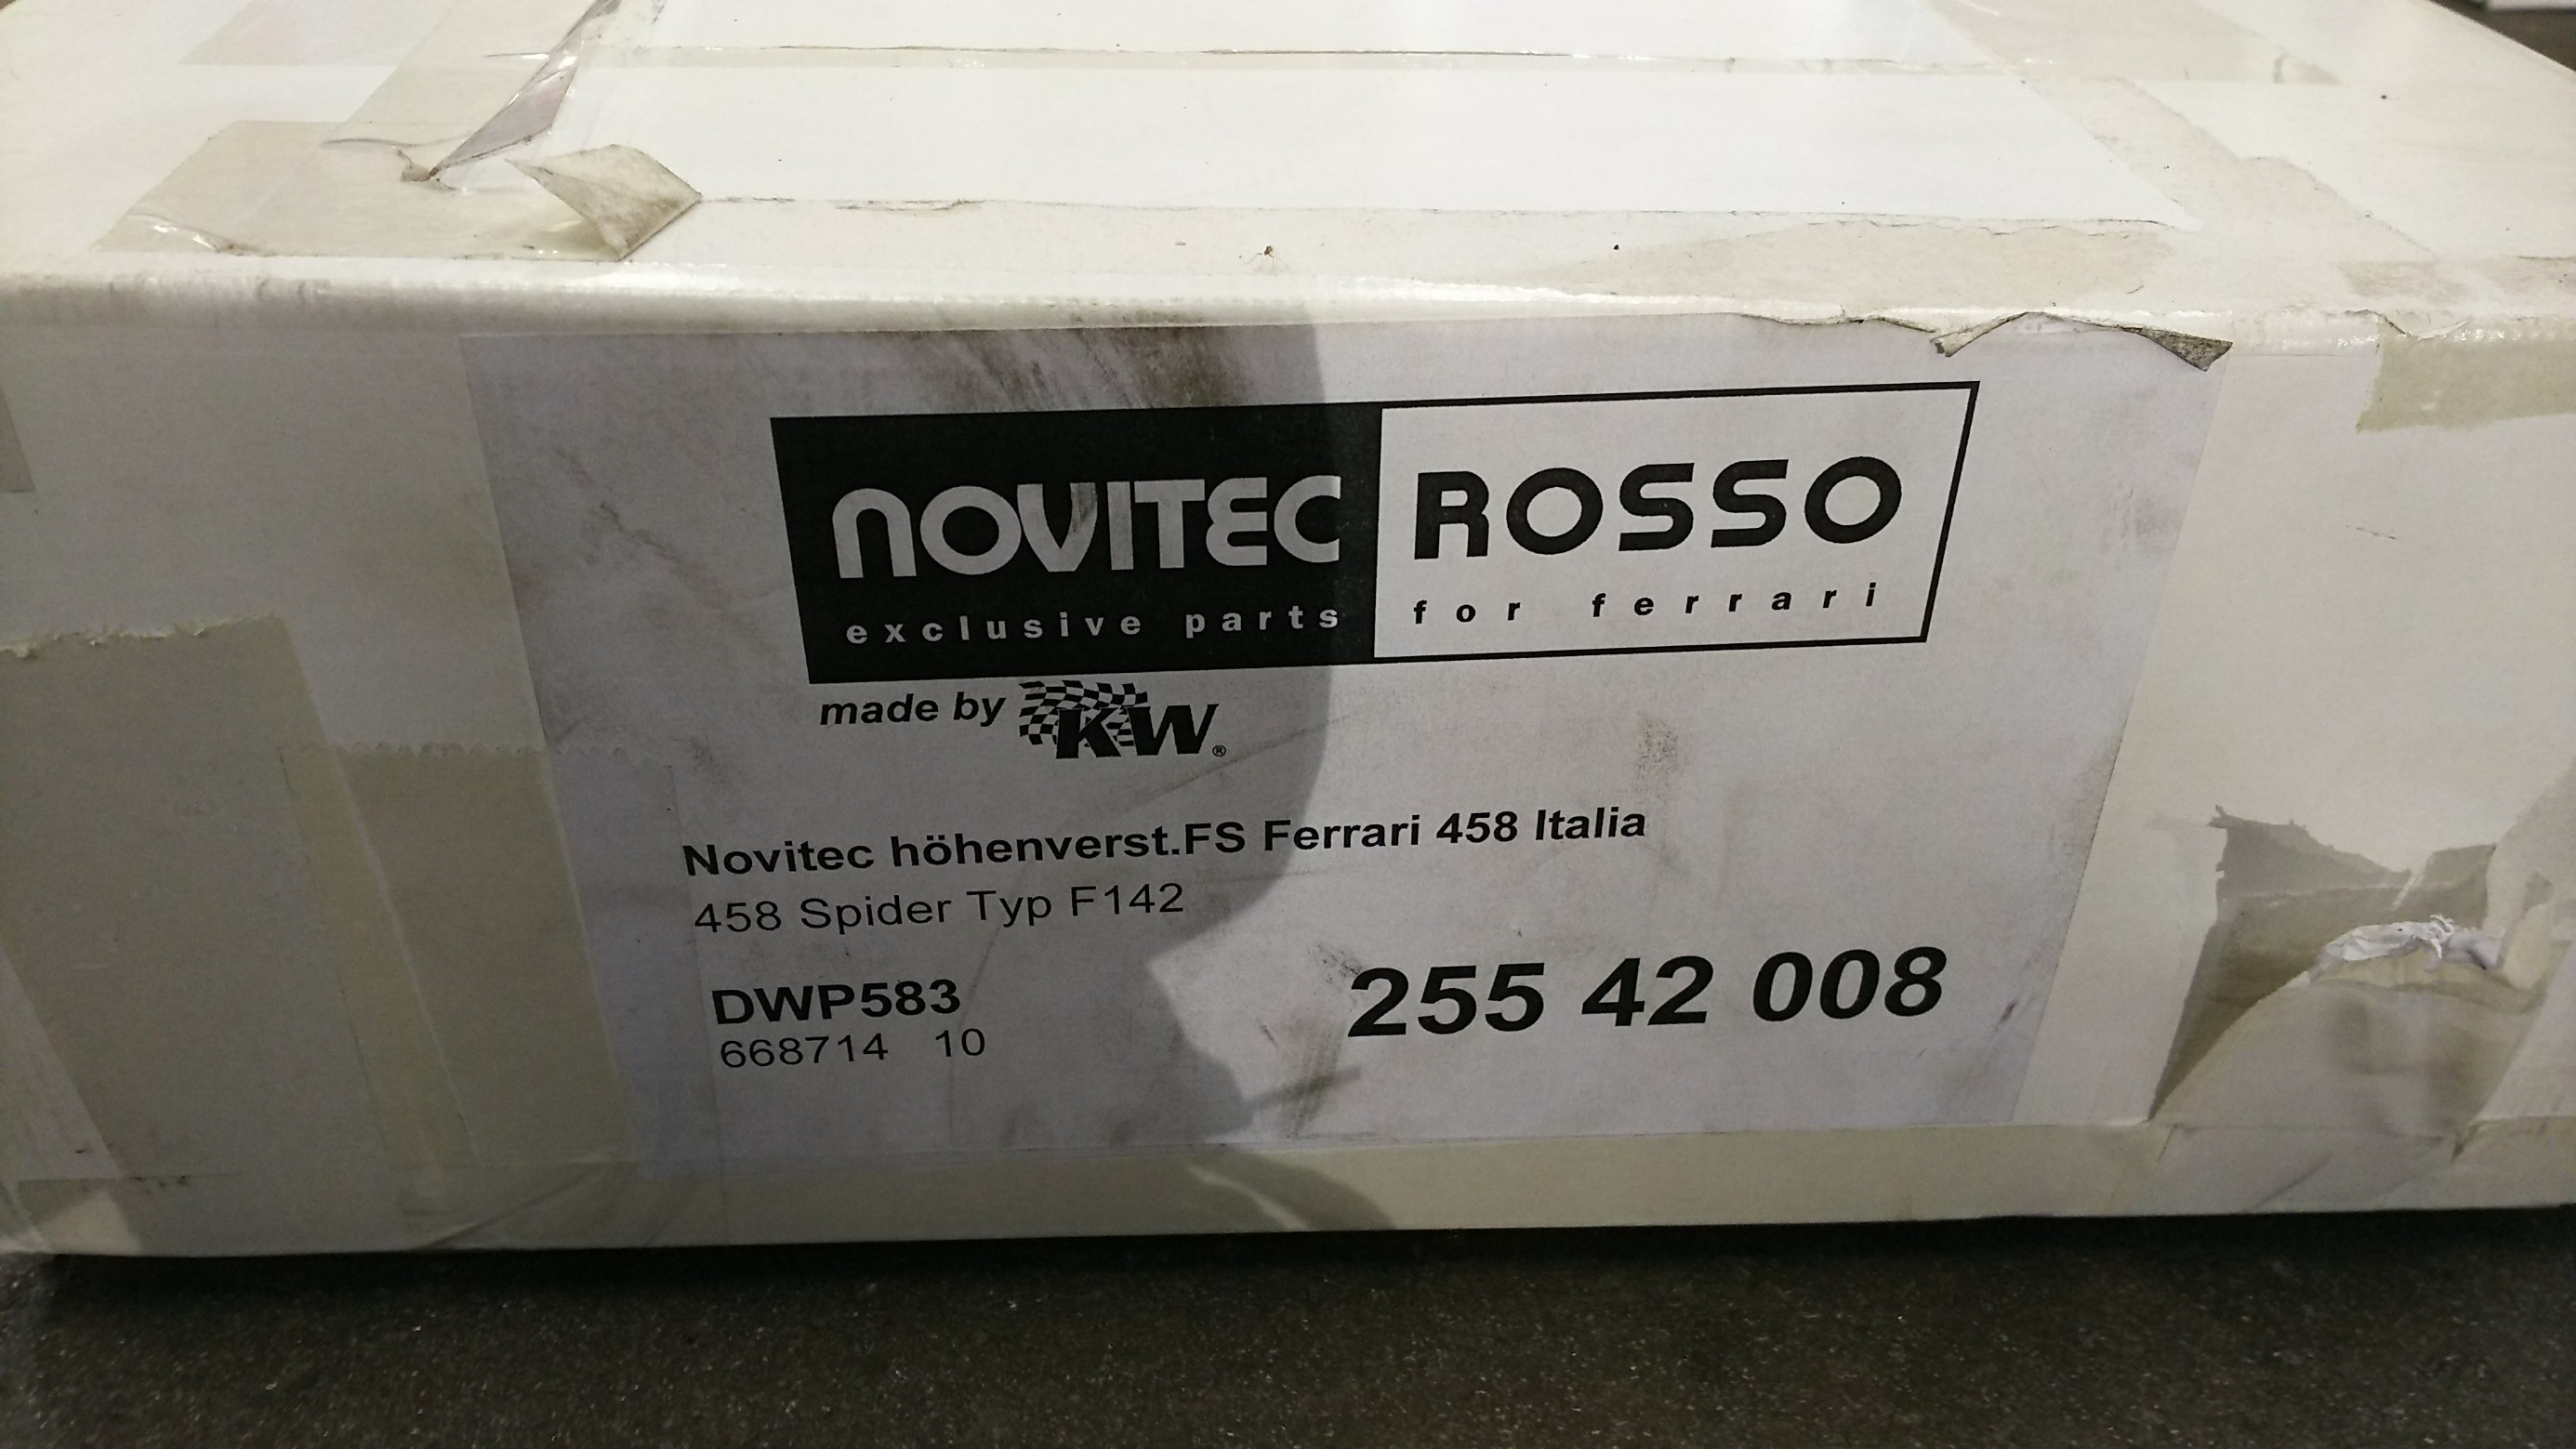 NOVITEC ROSSO
exclusive parts for ferrari
made by KW®
Novitec höhenverst.FS Ferrari 458 Italia
458 Spider Typ F142
DWP583
668714 10
255 42 008